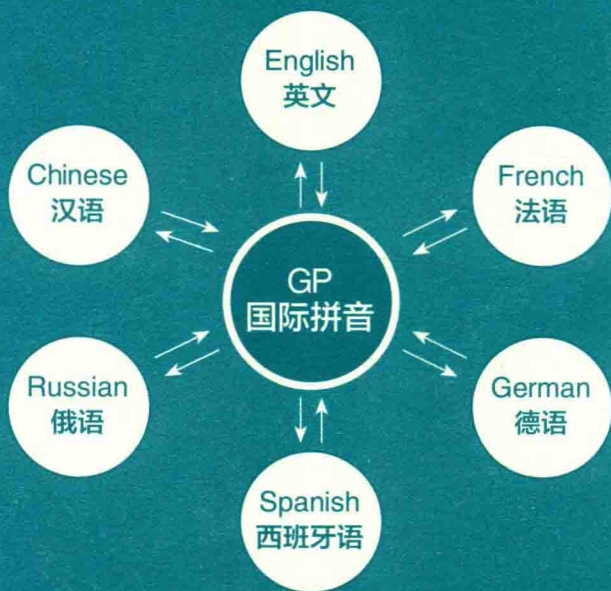 English
英文
Chinese
汉语
French
法语
GP
国际拼音
Russian
俄语
German
德语
Spanish
西班牙语